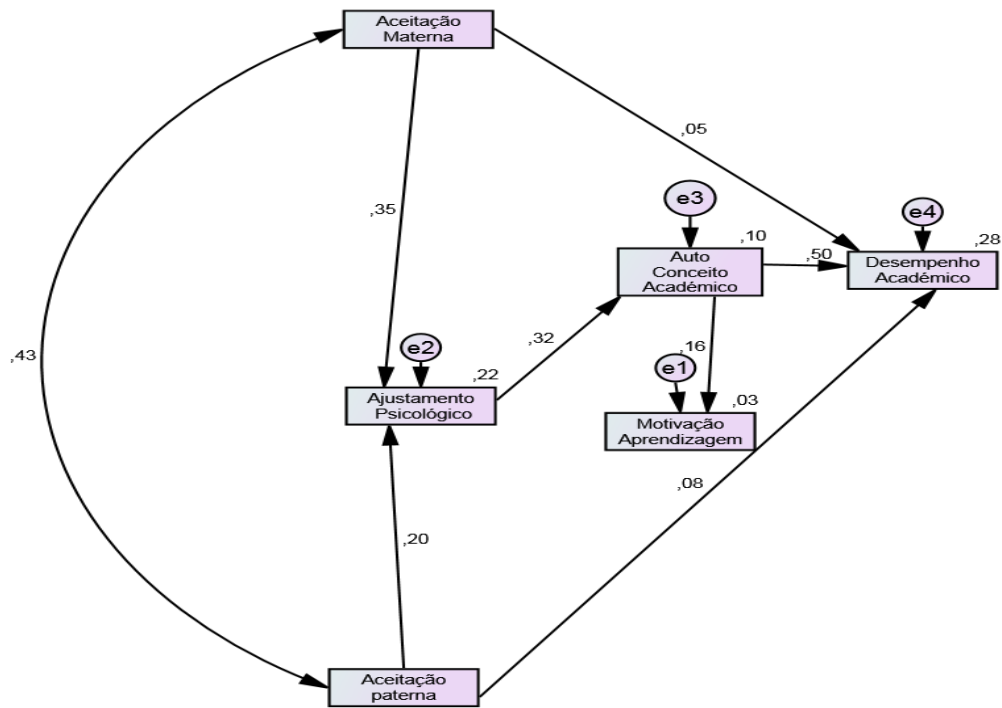 Aceitação
Materna
,05
e3
e4
,35
,10
,28
Auto
Conceito
Académico
,50
Desempenho
Académico
,43
e2
,32
,16
e1
,22
Ajustamento
Psicológico
,03
Motivação
Aprendizagem
,08
,20
Aceitação
paterna